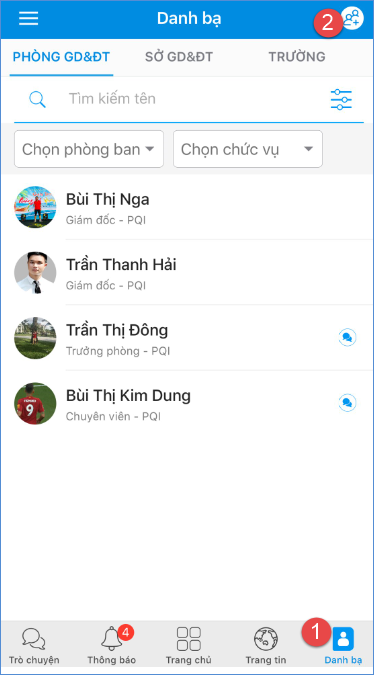 Danh bạ
2
PHÒNG GD&ĐT SỞ GD&ĐT TRƯỜNG
Tìm kiếm tên
Chọn phòng ban Chọn chức vụ
Bùi Thị Nga
Giám đốc - PQI
Trần Thanh Hải
Giám đốc - PQI
Trần Thị Đông
Trưởng phòng - PQI
Bùi Thị Kim Dung
Chuyên viên - PQI
9
4
1
Trò chuyện Thông báo Trang chủ Trang tin Danh bạ